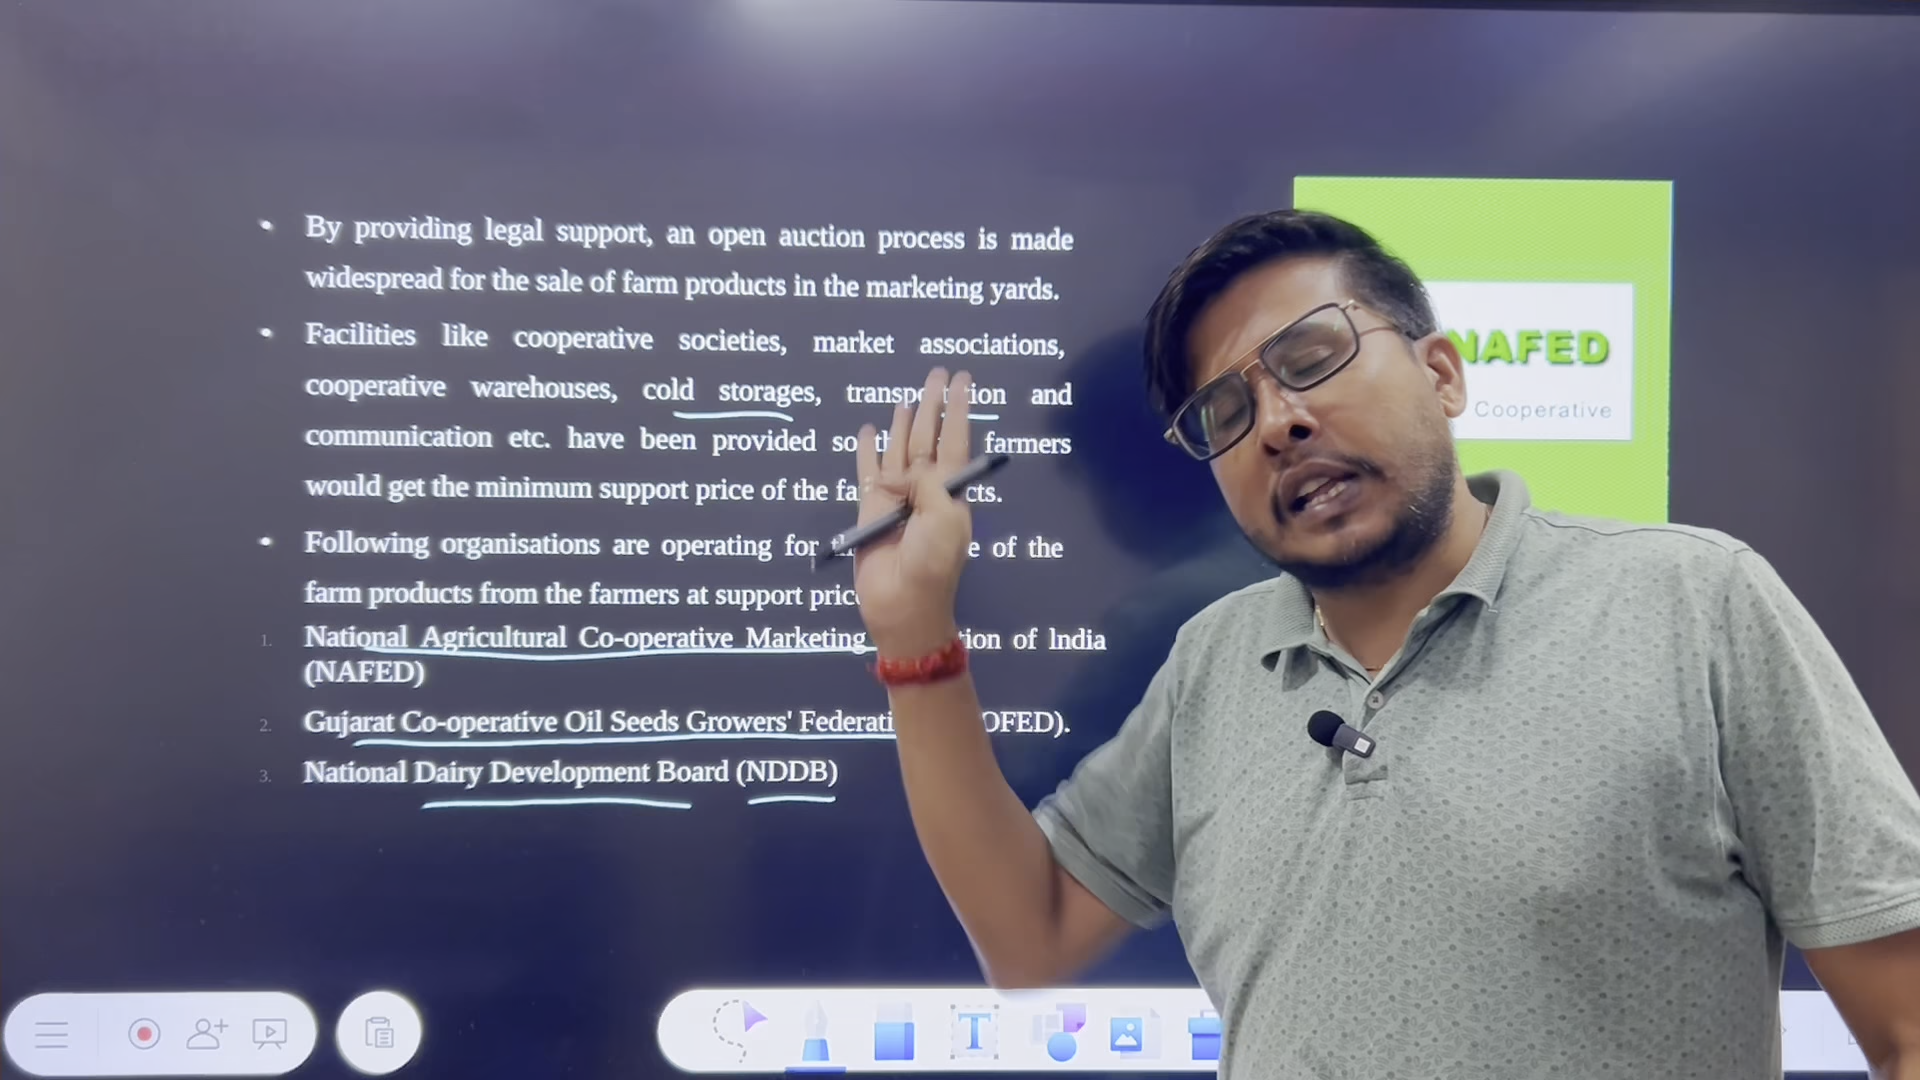 • By providing legal support, an open auction process is made
widespread for the sale of farm products in the marketing yards.
• Facilities like cooperative societies, market associations,
cooperative warehouses, cold storages, and
communication etc. have been provided so farmers
would get the minimum support price of the
• Following organisations are operating for of the
farm products from the farmers at support
1. National Agricultural Co-operative Marketing of India
(NAFED)
2. Gujarat Co-operative Oil Seeds Growers'
3. National Dairy Development Board (NDDB)
NAFED
Cooperative
T